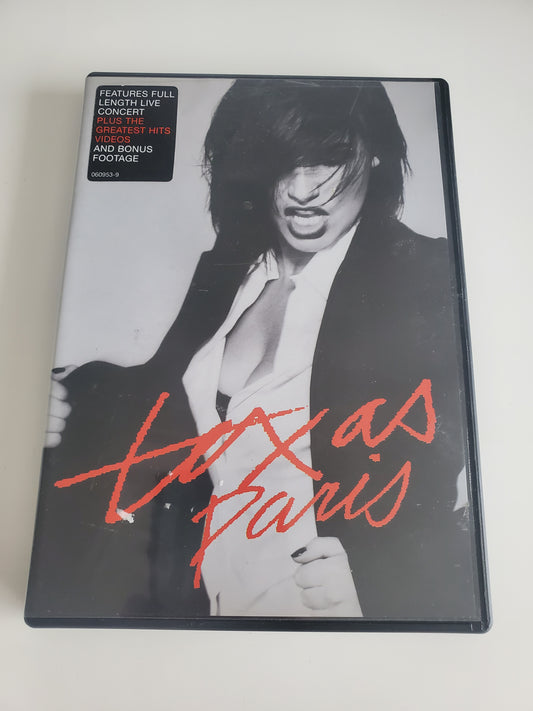 FEATURES FULL
LENGTH LIVE
CONCERT
PLUS THE
GREATEST HITS
VIDEOS
AND BONUS
FOOTAGE
060953-9
texas
paris